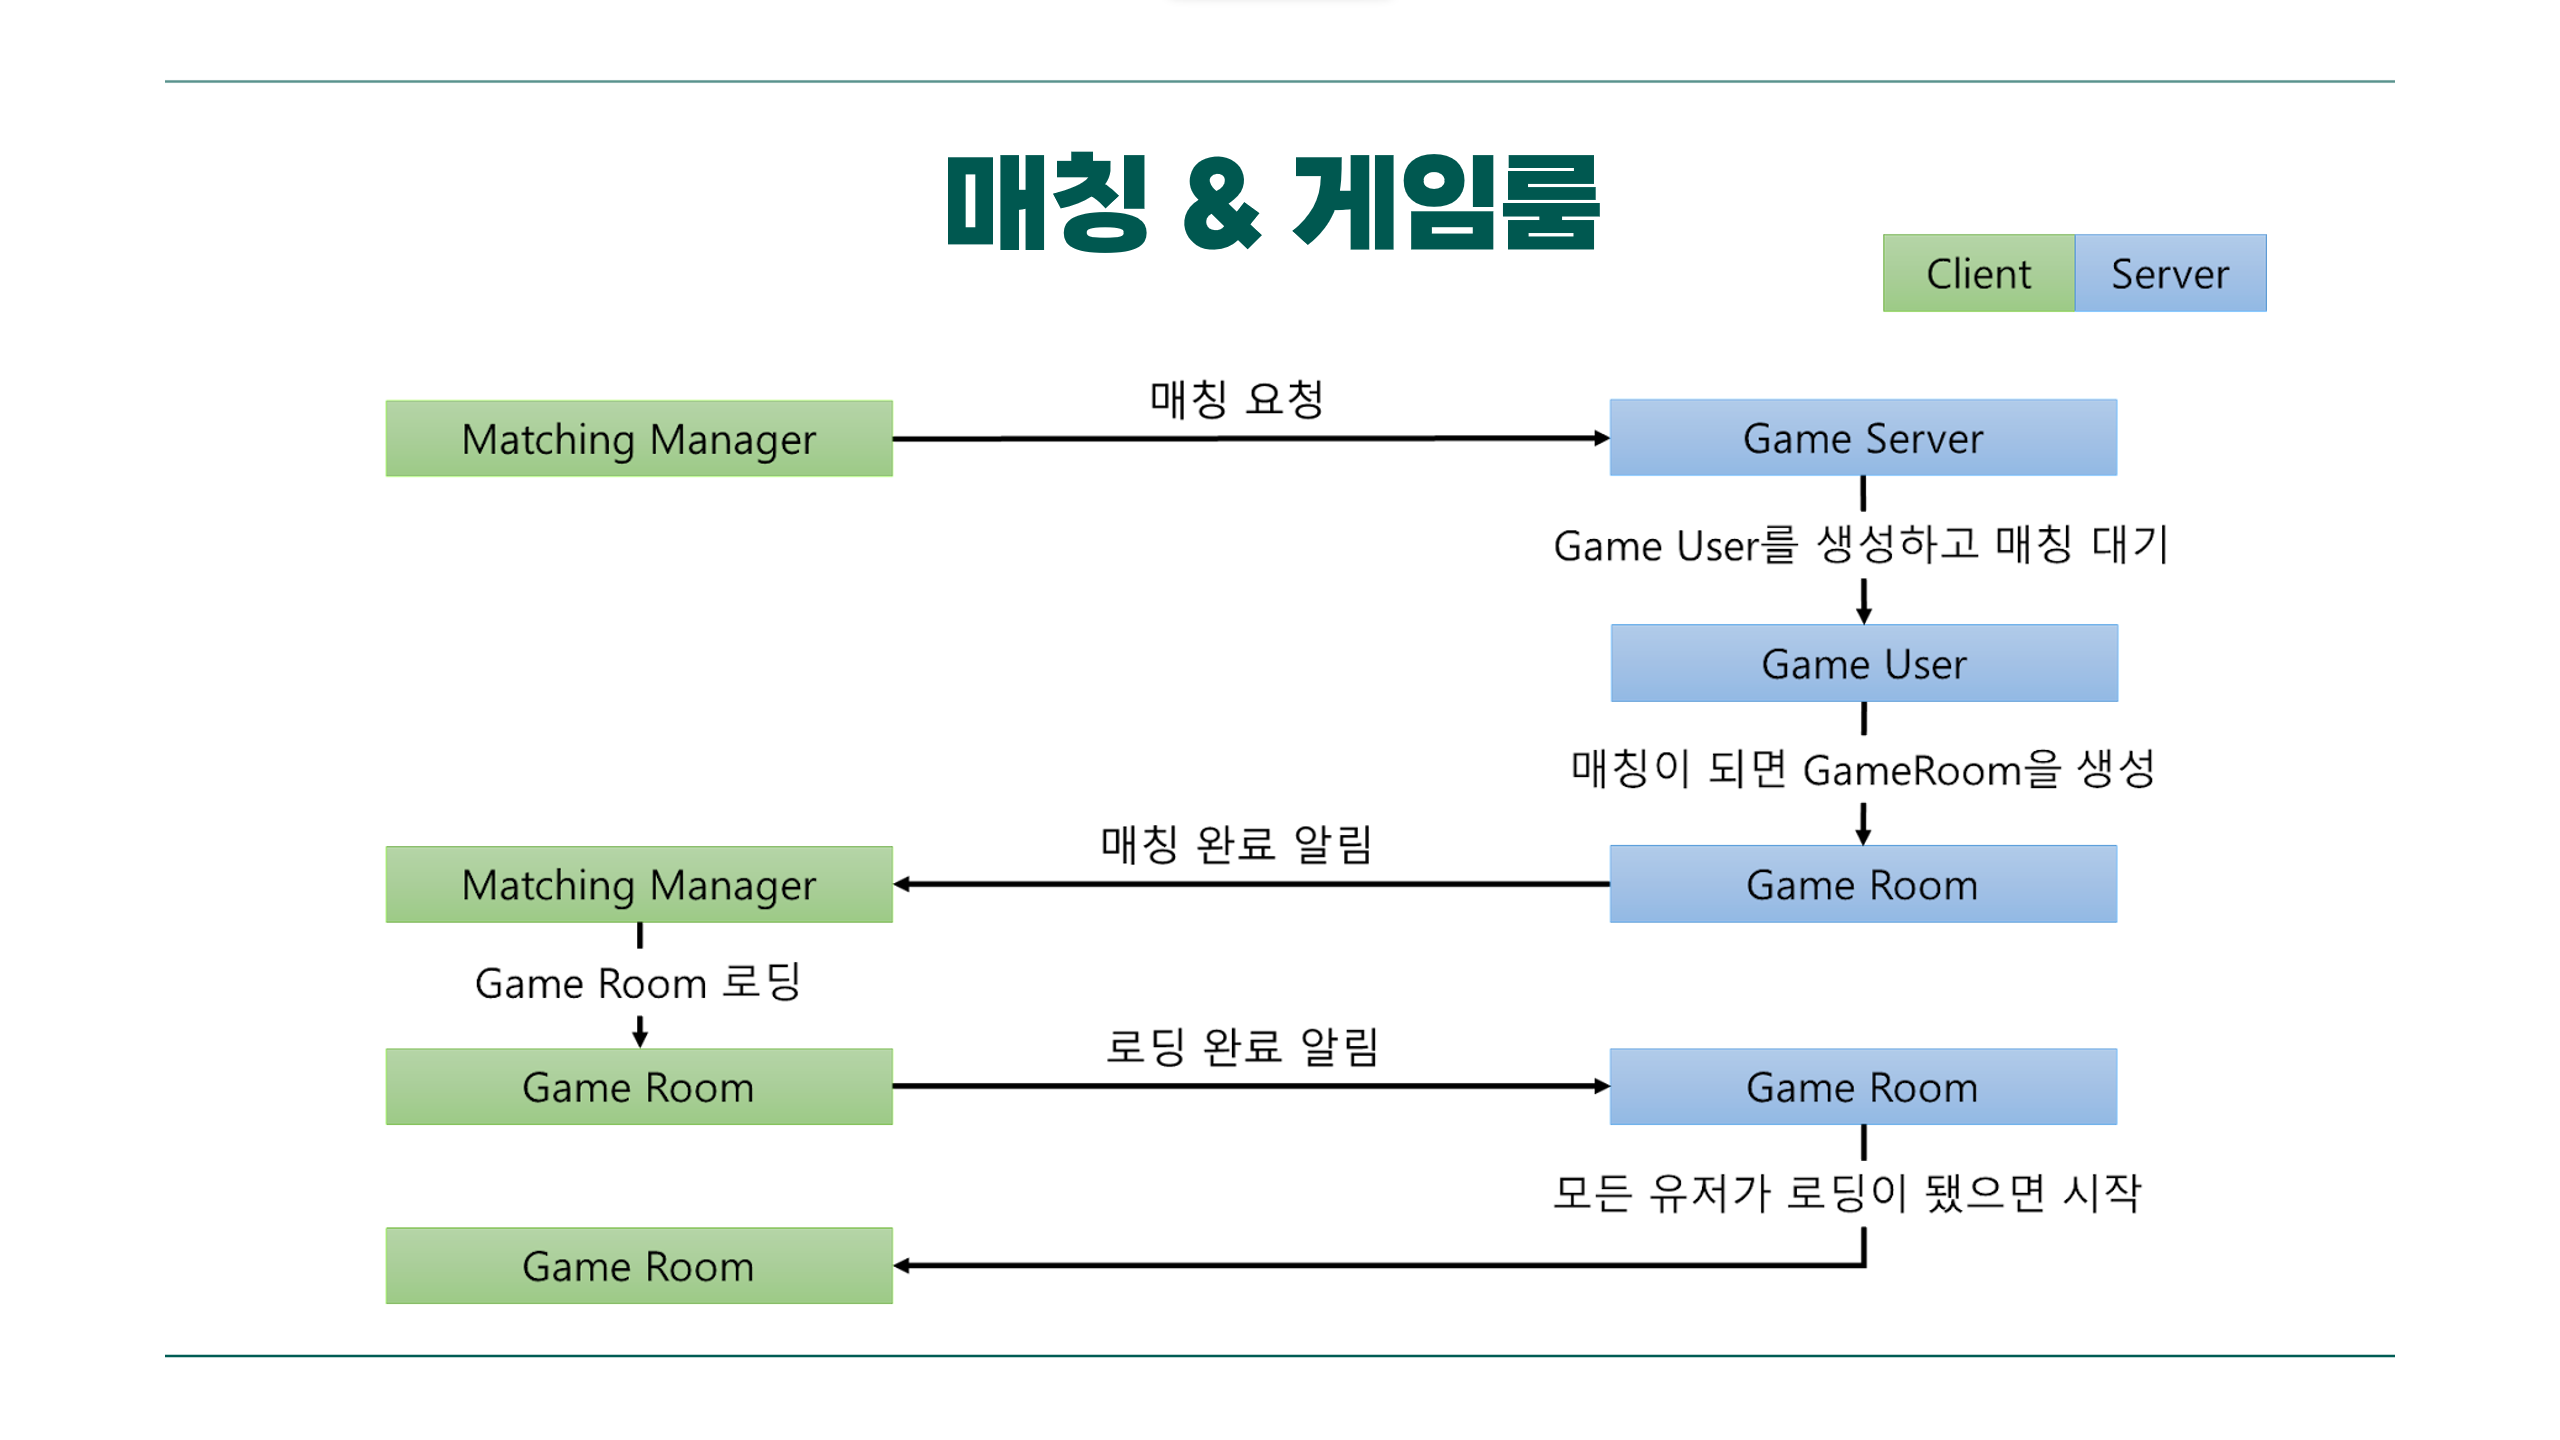 매칭 & 게임룸
Client
Server
매칭 요청
Matching Manager
Game Server
Game User를 생성하고 매칭 대기
Game User
매칭이 되면 GameRoom을 생성
매칭 완료 알림
Matching Manager
Game Room
Game Room 로딩
로딩 완료 알림
Game Room
Game Room
모든 유저가 로딩이 됐으면 시작
Game Room